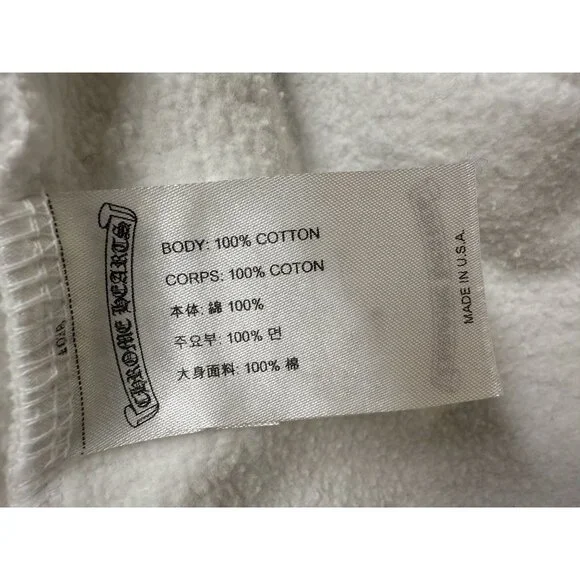 CHROME HEARTS
BODY: 100% COTTON
CORPS: 100% COTON
本体: 綿 100%
주요부: 100% 면
大身面料: 100% 棉
MADE IN U.S.A.